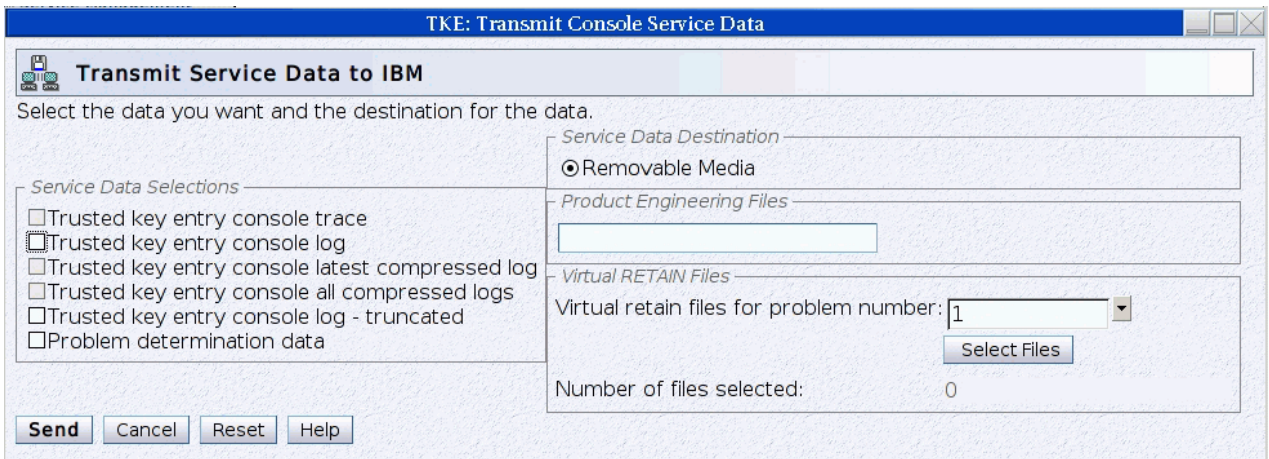 TKE: Transmit Console Service Data
Transmit Service Data to IBM
Select the data you want and the destination for the data.
Service Data Destination
Removable Media
Service Data Selections
Trusted key entry console trace
Trusted key entry console log
Trusted key entry console latest compressed log
Trusted key entry console all compressed logs
Trusted key entry console log - truncated
Problem determination data
Product Engineering Files
Virtual RETAIN Files
Virtual retain files for problem number: 1
Select Files
Number of files selected: 0
Send Cancel Reset Help